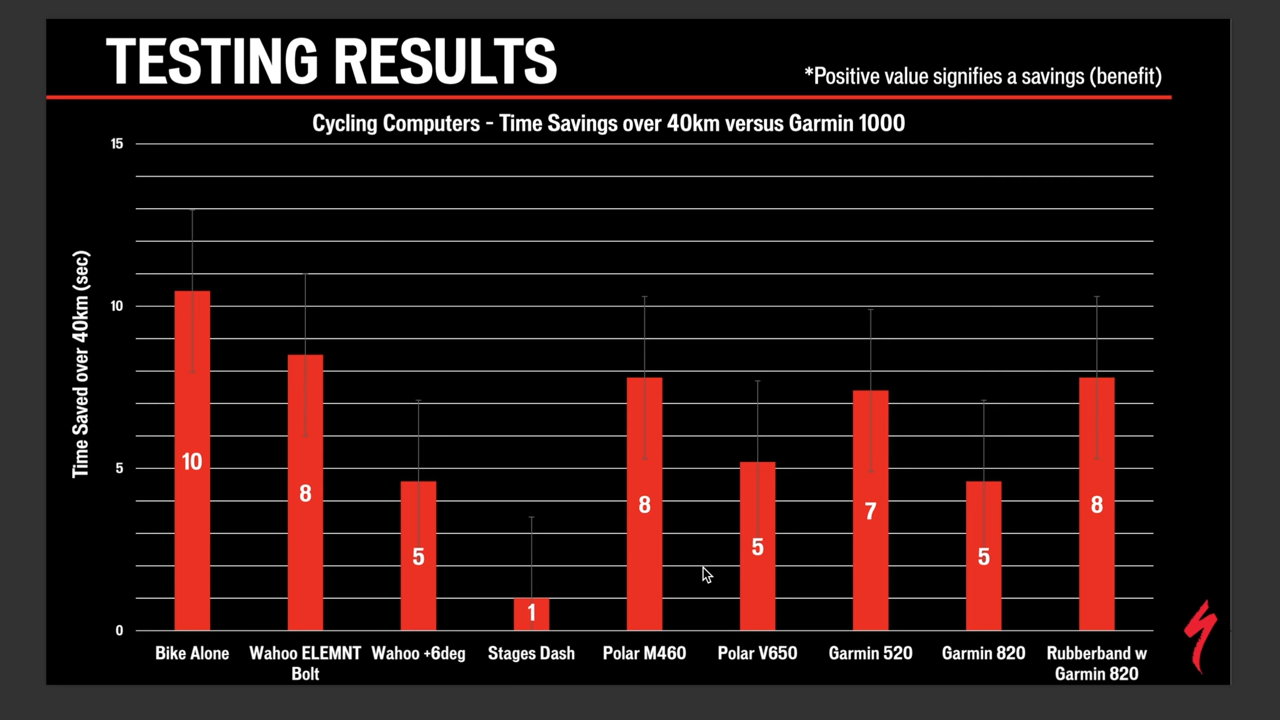 TESTING RESULTS
*Positive value signifies a savings (benefit)
Cycling Computers - Time Savings over 40km versus Garmin 1000
Time Saved over 40km (sec)
15
10
5
0
10
8
5
1
8
5
7
5
8
Bike Alone
Wahoo ELEMNT
Bolt
Wahoo +6deg
Stages Dash
Polar M460
Polar V650
Garmin 520
Garmin 820
Rubberband w
Garmin 820